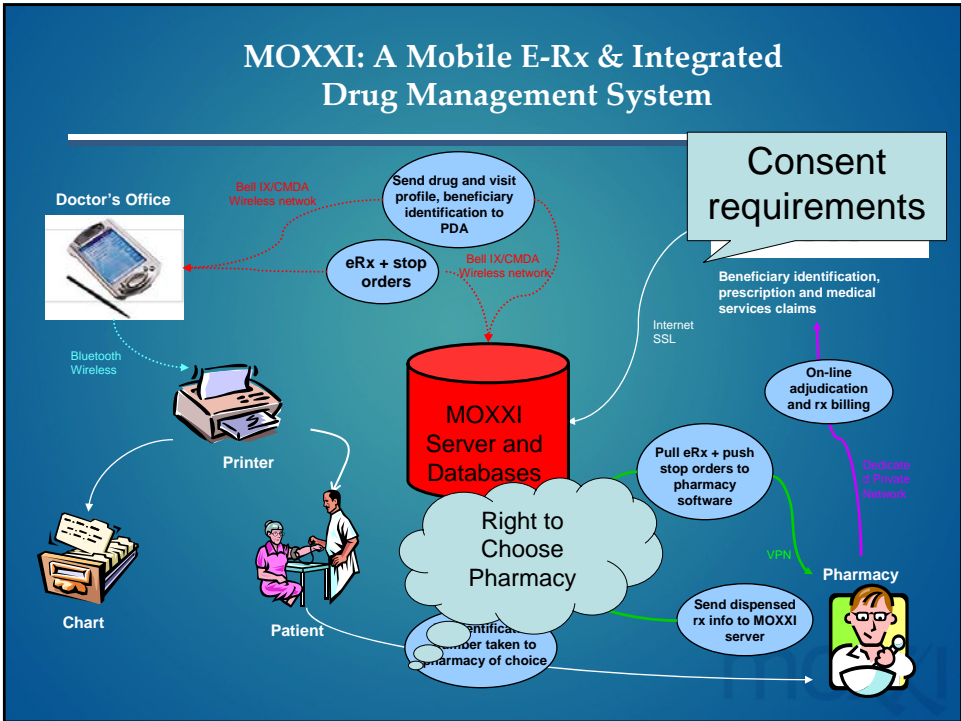 MOXXI: A Mobile E-Rx & Integrated
Drug Management System
Consent
requirements
Doctor's Office
Bell IX/CMDA
Wireless netwok
Send drug and visit
profile, beneficiary
identification to
PDA
eRx + stop
orders
Bell IX/CMDA
Wireless network
Beneficiary identification,
prescription and medical
services claims
Internet
SSL
Bluetooth
Wireless
On-line
adjudication
and rx billing
MOXXI
Server and
Databases
Printer
Pull eRx + push
stop orders to
pharmacy
software
Dedicate
d Private
Network
Right to
Choose
Pharmacy
VPN
Pharmacy
Chart
Patient
Send dispensed
rx info to MOXXI
server
taken to
pharmacy of choice
moxxi